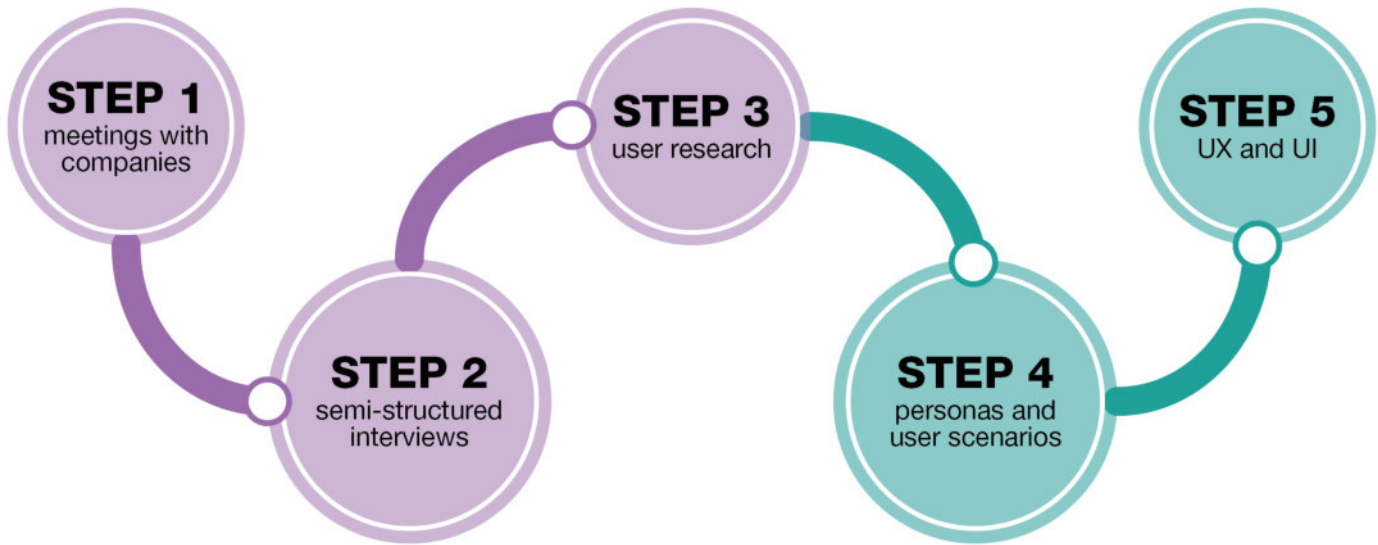 STEP 1
meetings with
companies
STEP 2
semi-structured
interviews
STEP 3
user research
STEP 4
personas and
user scenarios
STEP 5
UX and UI